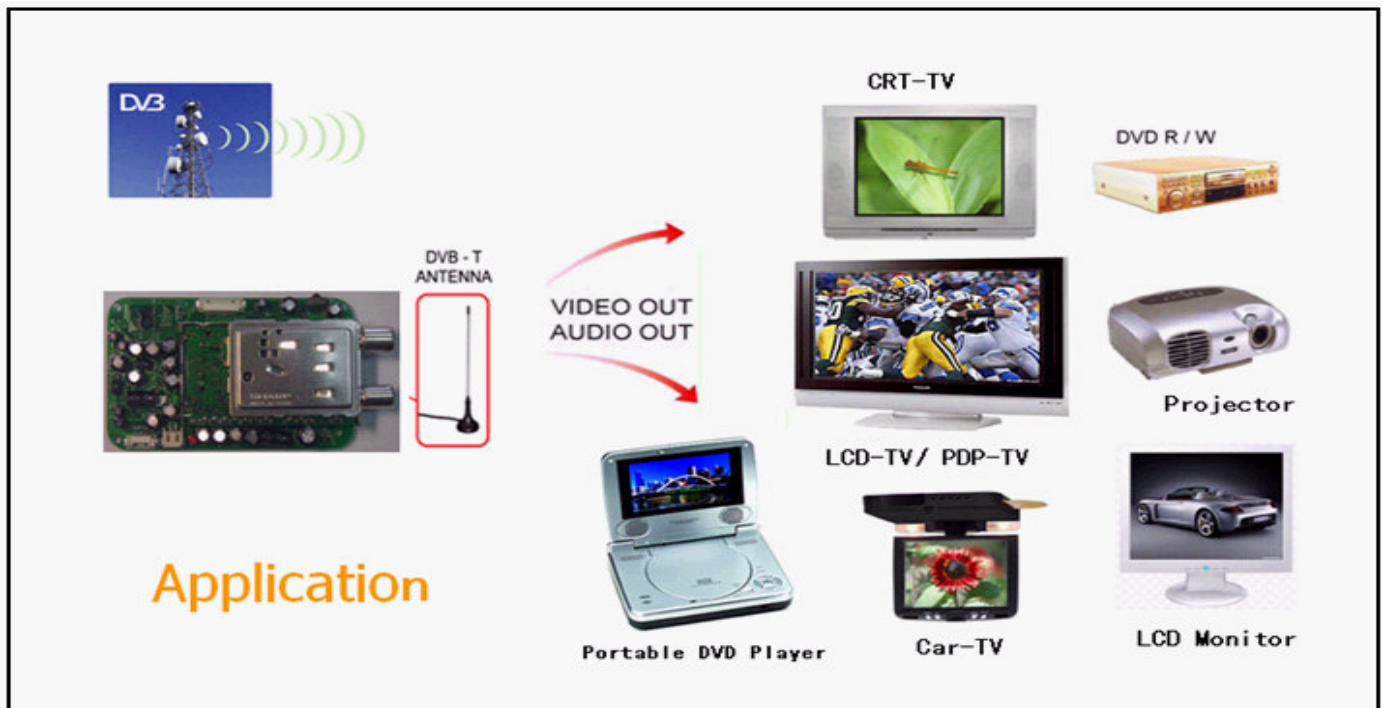 DVB
CRT-TV
DVD R / W
DVB - T
ANTENNA
VIDEO OUT
AUDIO OUT
SHARP
Projector
LCD-TV/ PDP-TV
Application
Portable DVD Player
Car-TV
LCD Monitor